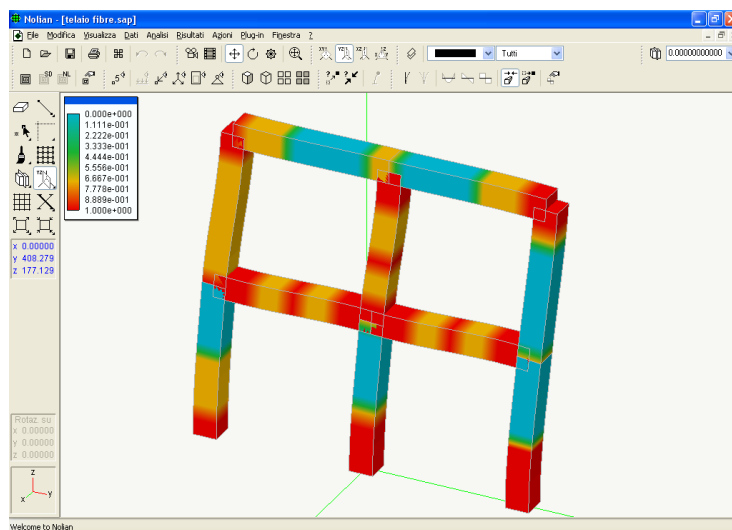 Nolian - [telaio fibre.sap]
File Modifica Visualizza Dati Analisi Risultati Azioni Plug-in Finestra ?
Tutti 0.00000000000
SD NL
0.000e+000
1.111e-001
2.222e-001
3.333e-001
4.444e-001
5.556e-001
6.667e-001
7.778e-001
8.889e-001
1.000e+000
x 0.00000
y 408.279
z 177.129
Rotaz. su:
x 0.00000
y 0.00000
z 0.00000
z
x y
Welcome to Nolian